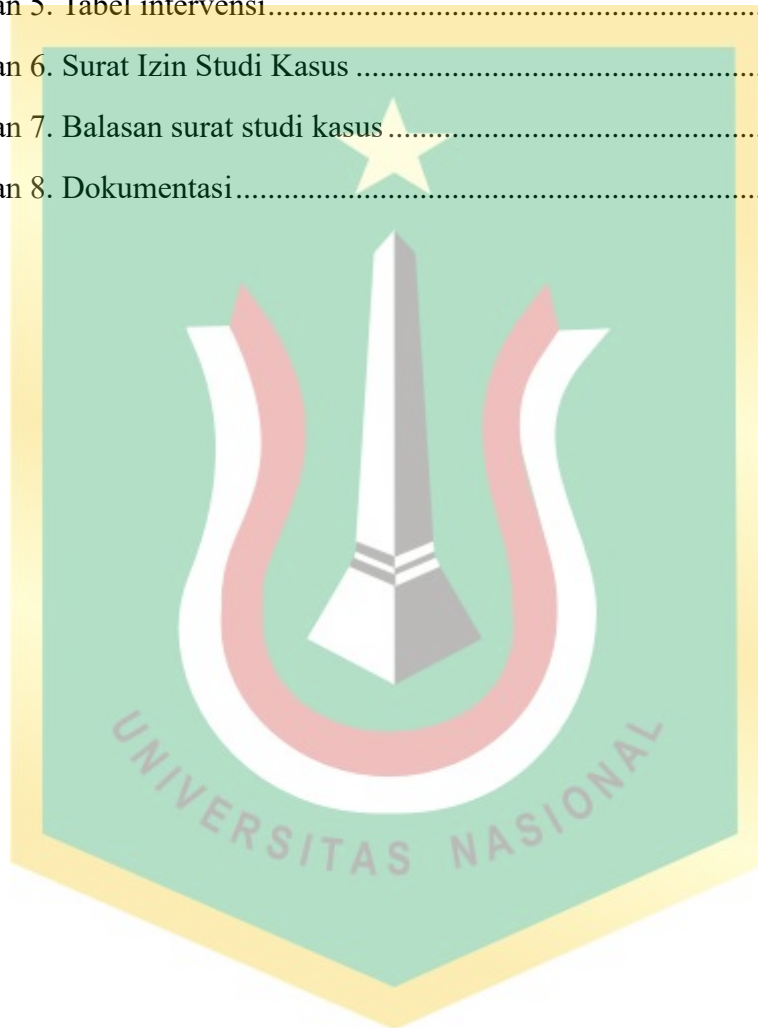 an 5. Tabel intervensi................................................................
an 6. Surat Izin Studi Kasus ....................................................
an 7. Balasan surat studi kasus ................................................
an 8. Dokumentasi....................................................................
UNIVERSITAS NASIONAL